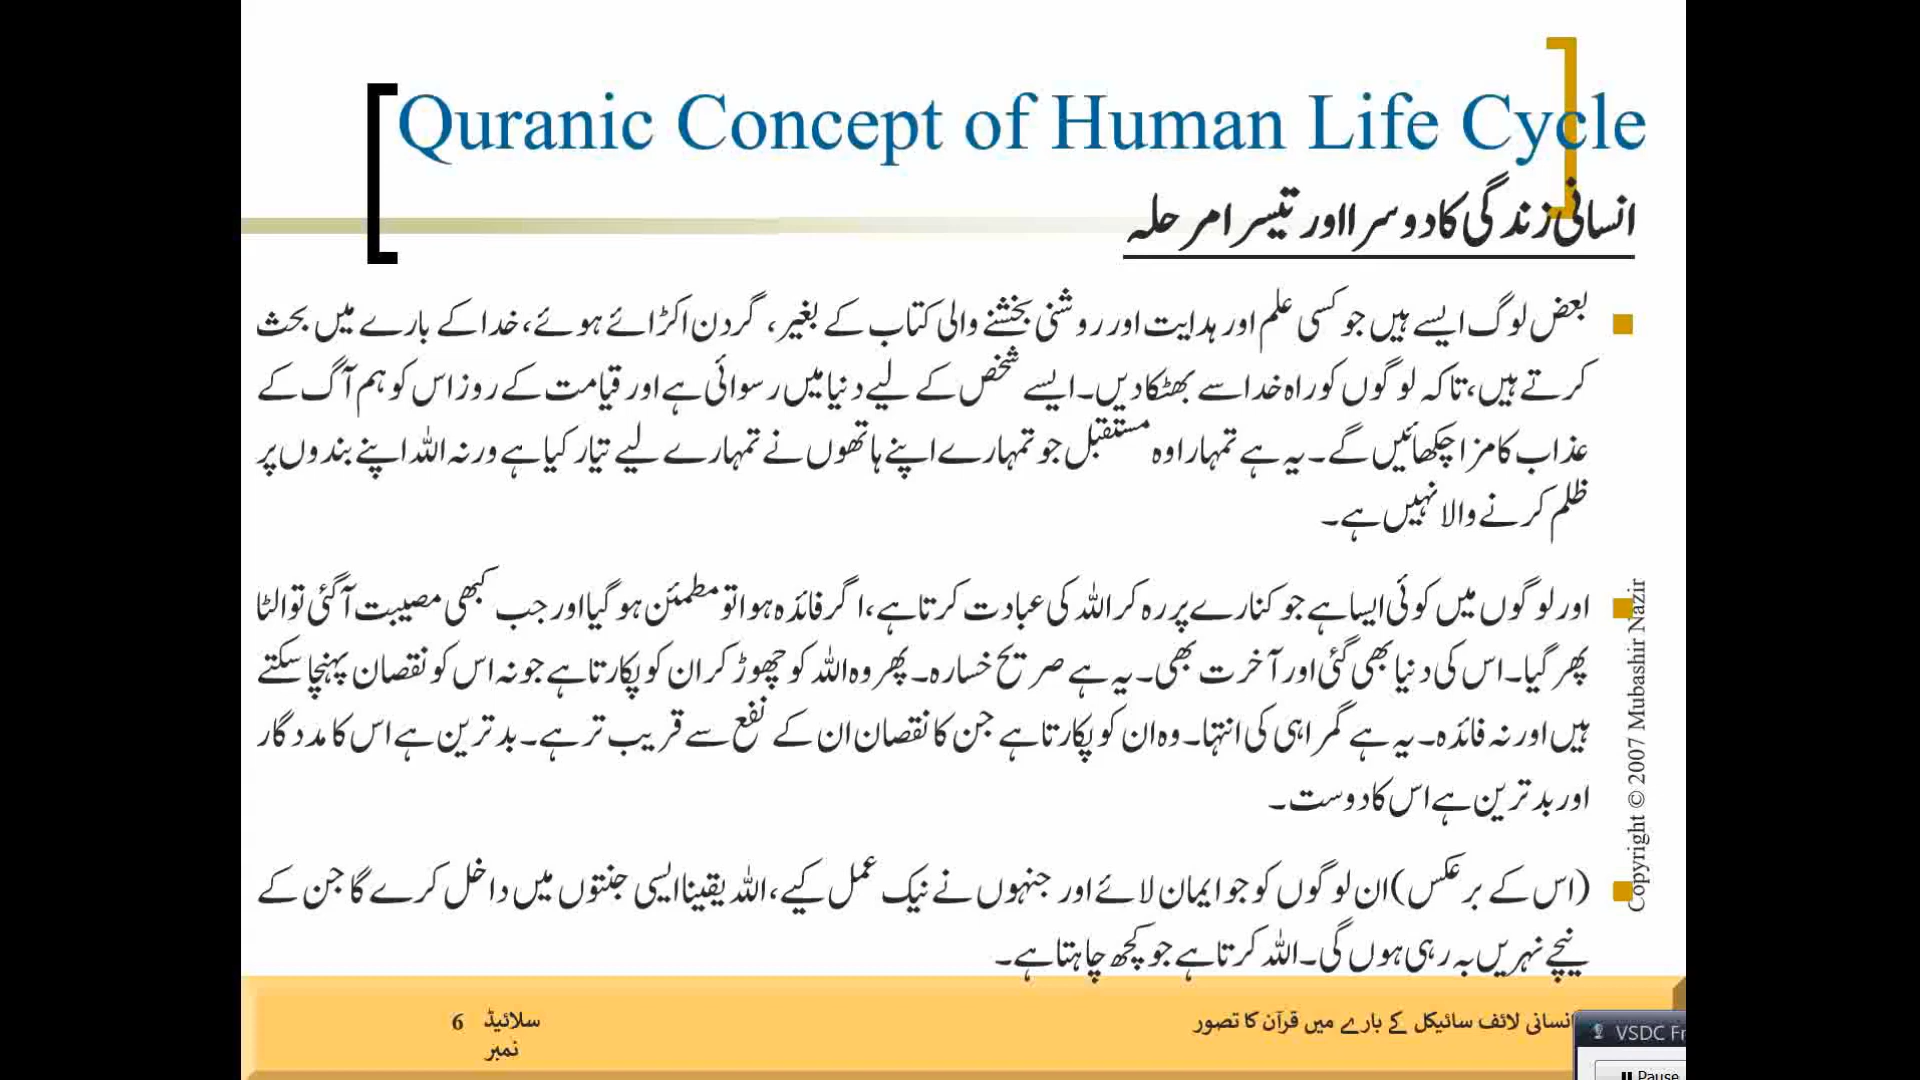 Quranic Concept of Human Life Cycle
انسانی زندگی کا دوسرا اور تیسرا مرحلہ
بعض لوگ ایسے ہیں جو کسی علم اور ہدایت اور روشنی بخشنے والی کتاب کے بغیر، گردن اکڑائے ہوئے، خدا کے بارے میں بحث
کرتے ہیں، تاکہ لوگوں کو راہ خدا سے بھٹکا دیں۔ ایسے شخص کے لیے دنیا میں رسوائی ہے اور قیامت کے روز اس کو ہم آگ کے
عذاب کا مزا چکھائیں گے۔ یہ ہے تمہارا وہ مستقبل جو تمہارے اپنے ہاتھوں نے تمہارے لیے تیار کیا ہے ورنہ اللہ اپنے بندوں پر
ظلم کرنے والا نہیں ہے۔
اور لوگوں میں کوئی ایسا ہے جو کنارے پر رہ کر اللہ کی عبادت کرتا ہے، اگر فائدہ ہوا تو مطمئن ہو گیا اور جب کبھی مصیبت آ گئی تو الٹا
پھر گیا۔ اس کی دنیا بھی گئی اور آخرت بھی۔ یہ ہے صریح خسارہ۔ پھر وہ اللہ کو چھوڑ کر ان کو پکارتا ہے جو نہ اس کو نقصان پہنچا سکتے
ہیں اور نہ فائدہ۔ یہ ہے گمراہی کی انتہا۔ وہ ان کو پکارتا ہے جن کا نقصان ان کے نفع سے قریب تر ہے۔ بدترین ہے اس کا مددگار
اور بدترین ہے اس کا دوست۔
(اس کے برعکس) ان لوگوں کو جو ایمان لائے اور جنہوں نے نیک عمل کیے، اللہ یقینا ایسی جنتوں میں داخل کرے گا جن کے
نیچے نہریں بہ رہی ہوں گی۔ اللہ کرتا ہے جو کچھ چاہتا ہے۔
Copyright © 2007 Mubashir Nazir
انسانی لائف سائیکل کے بارے میں قرآن کا تصور
سلائیڈ 6
نمبر
VSDC Fr
Pause